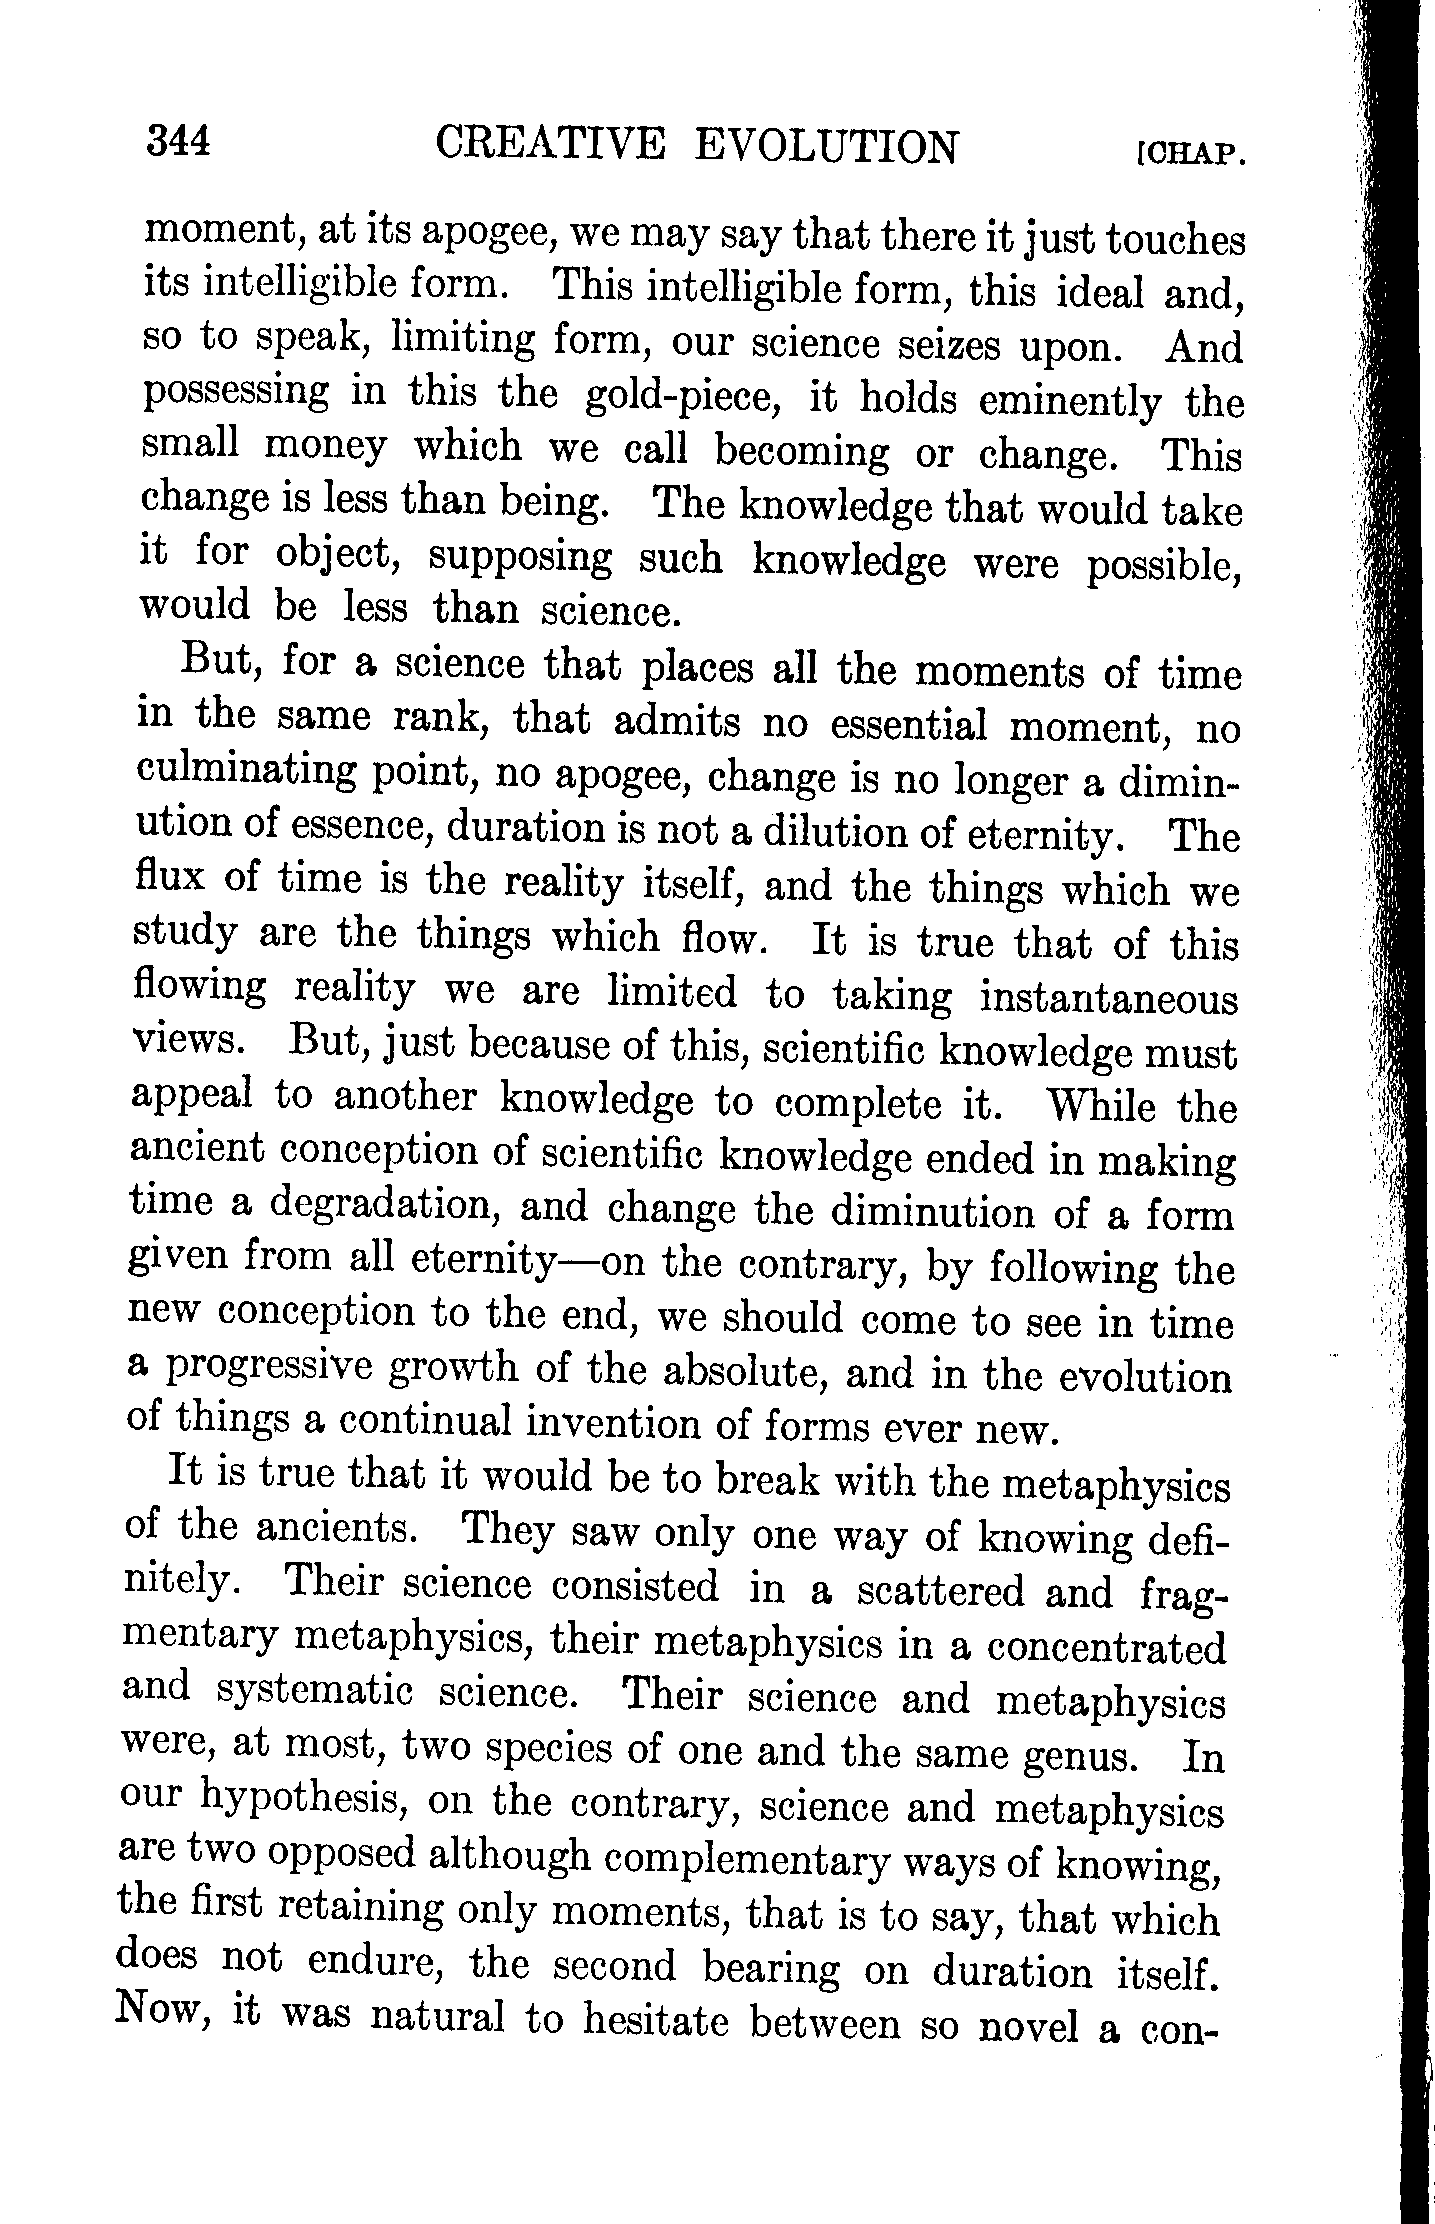 344 CREATIVE EVOLUTION [CHAP.
moment, at its apogee, we may say that there it just touches
its intelligible form. This intelligible form, this ideal and,
so to speak, limiting form, our science seizes upon. And
possessing in this the gold-piece, it holds eminently the
small money which we call becoming or change. This
change is less than being. The knowledge that would take
it for object, supposing such knowledge were possible,
would be less than science.
But, for a science that places all the moments of time
in the same rank, that admits no essential moment, no
culminating point, no apogee, change is no longer a dimin-
ution of essence, duration is not a dilution of eternity. The
flux of time is the reality itself, and the things which we
study are the things which flow. It is true that of this
flowing reality we are limited to taking instantaneous
views. But, just because of this, scientific knowledge must
appeal to another knowledge to complete it. While the
ancient conception of scientific knowledge ended in making
time a degradation, and change the diminution of a form
given from all eternity—on the contrary, by following the
new conception to the end, we should come to see in time
a progressive growth of the absolute, and in the evolution
of things a continual invention of forms ever new.
It is true that it would be to break with the metaphysics
of the ancients. They saw only one way of knowing defi-
nitely. Their science consisted in a scattered and frag-
mentary metaphysics, their metaphysics in a concentrated
and systematic science. Their science and metaphysics
were, at most, two species of one and the same genus. In
our hypothesis, on the contrary, science and metaphysics
are two opposed although complementary ways of knowing,
the first retaining only moments, that is to say, that which
does not endure, the second bearing on duration itself.
Now, it was natural to hesitate between so novel a con-